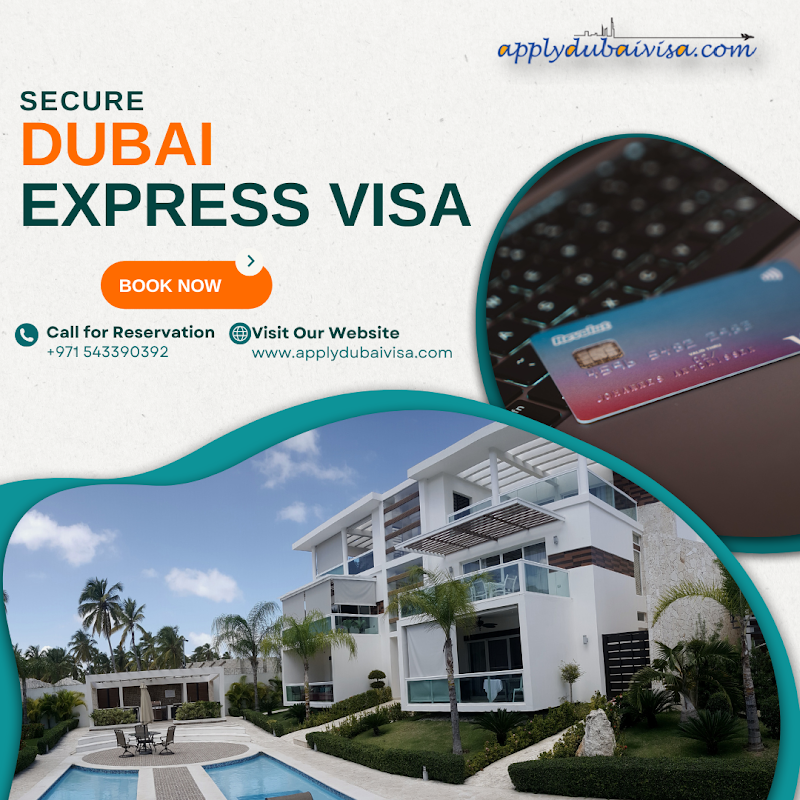 applydubaivisa.com
SECURE
DUBAI
EXPRESS VISA
BOOK NOW
Call for Reservation
+971 543390392
Visit Our Website
www.applydubaivisa.com
Revolut